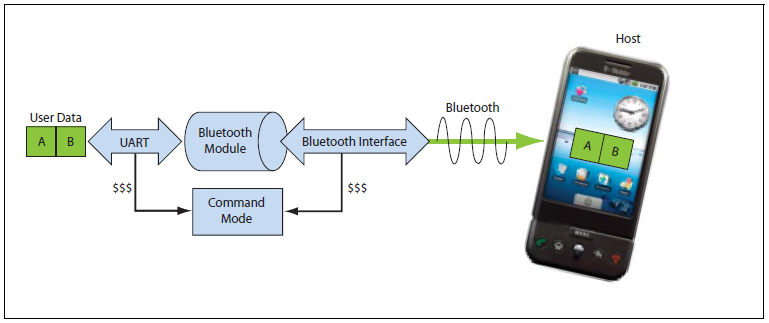 Host
Bluetooth
User Data
A B
UART
Bluetooth
Module
Bluetooth Interface
A B
$$$
$$$
Command
Mode